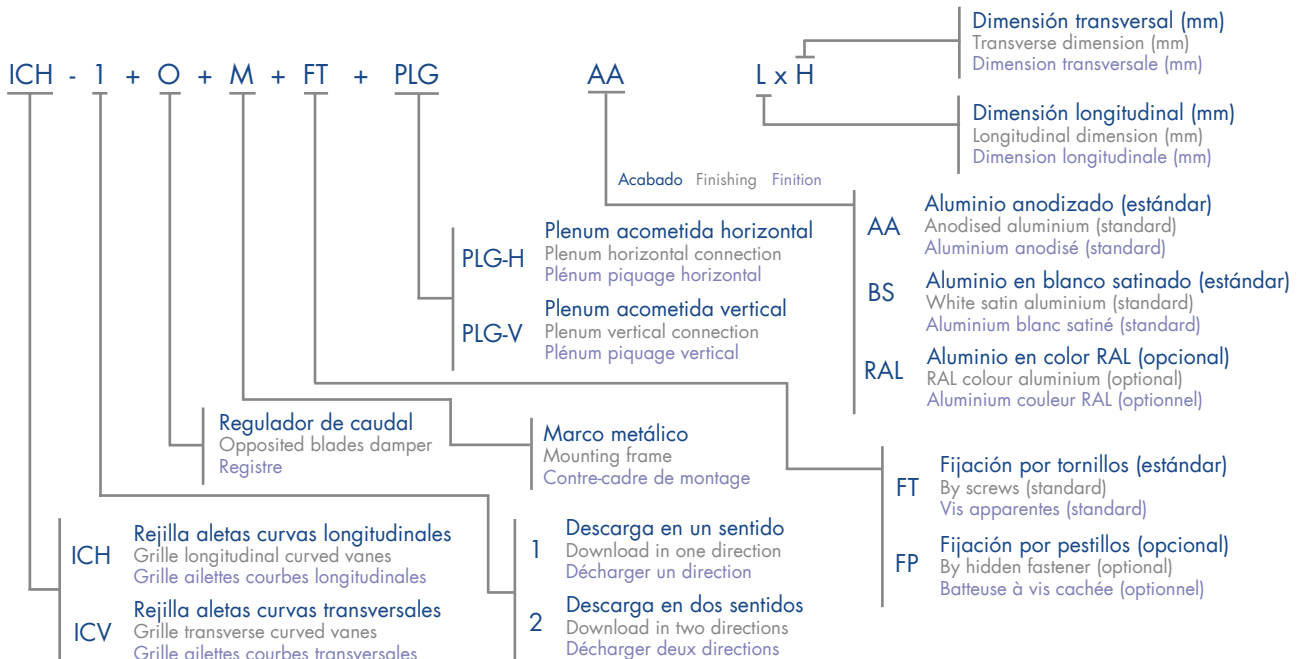 ICH - 1 + O + M + FT + PLG AA L x H
Dimensión transversal (mm)
Transverse dimension (mm)
Dimension transversale (mm)
Dimensión longitudinal (mm)
Longitudinal dimension (mm)
Dimension longitudinale (mm)
Acabado Finishing Finition
AA
Aluminio anodizado (estándar)
Anodised aluminium (standard)
Aluminium anodisé (standard)
BS
Aluminio en blanco satinado (estándar)
White satin aluminium (standard)
Aluminium blanc satiné (standard)
RAL
Aluminio en color RAL (opcional)
RAL colour aluminium (optional)
Aluminium couleur RAL (optionnel)
PLG-H
Plenum acometida horizontal
Plenum horizontal connection
Plénum piquage horizontal
PLG-V
Plenum acometida vertical
Plenum vertical connection
Plénum piquage vertical
Regulador de caudal
Opposited blades damper
Registre
Marco metálico
Mounting frame
Contre-cadre de montage
FT
Fijación por tornillos (estándar)
By screws (standard)
Vis apparentes (standard)
FP
Fijación por pestillos (opcional)
By hidden fastener (optional)
Batteuse à vis cachée (optionnel)
ICH
Rejilla aletas curvas longitudinales
Grille longitudinal curved vanes
Grille ailettes courbes longitudinales
ICV
Rejilla aletas curvas transversales
Grille transverse curved vanes
Grille ailettes courbes transversales
1
Descarga en un sentido
Download in one direction
Décharger un direction
2
Descarga en dos sentidos
Download in two directions
Décharger deux directions